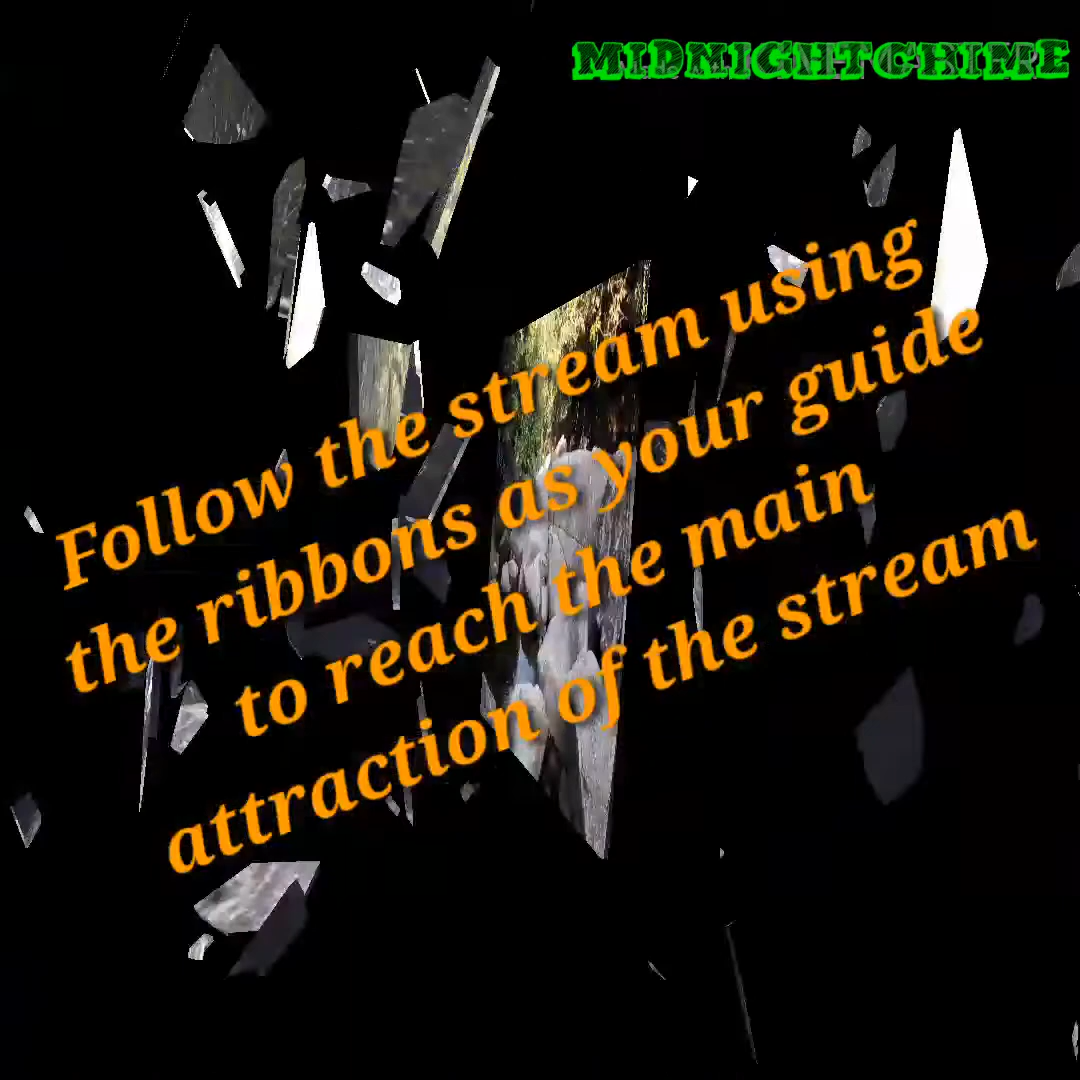 MIDNIGHTCHIME
Follow the stream using
the ribbons as your guide
to reach the main
attraction of the stream